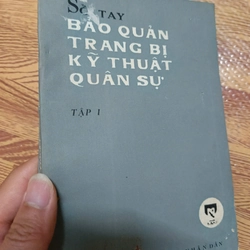 SỔ TAY
BẢO QUẢN
TRANG BỊ
KỸ THUẬT
QUÂN SỰ
TẬP 1